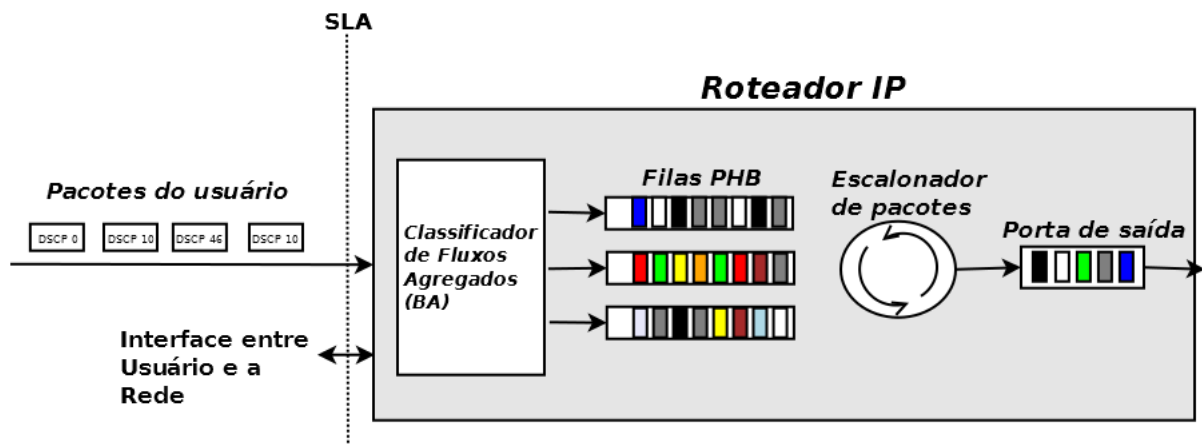 SLA
Roteador IP
Pacotes do usuário
DSCP 0
DSCP 10
DSCP 46
DSCP 10
Interface entre
Usuário e a
Rede
Classificador
de Fluxos
Agregados
(BA)
Filas PHB
Escalonador
de pacotes
Porta de saída